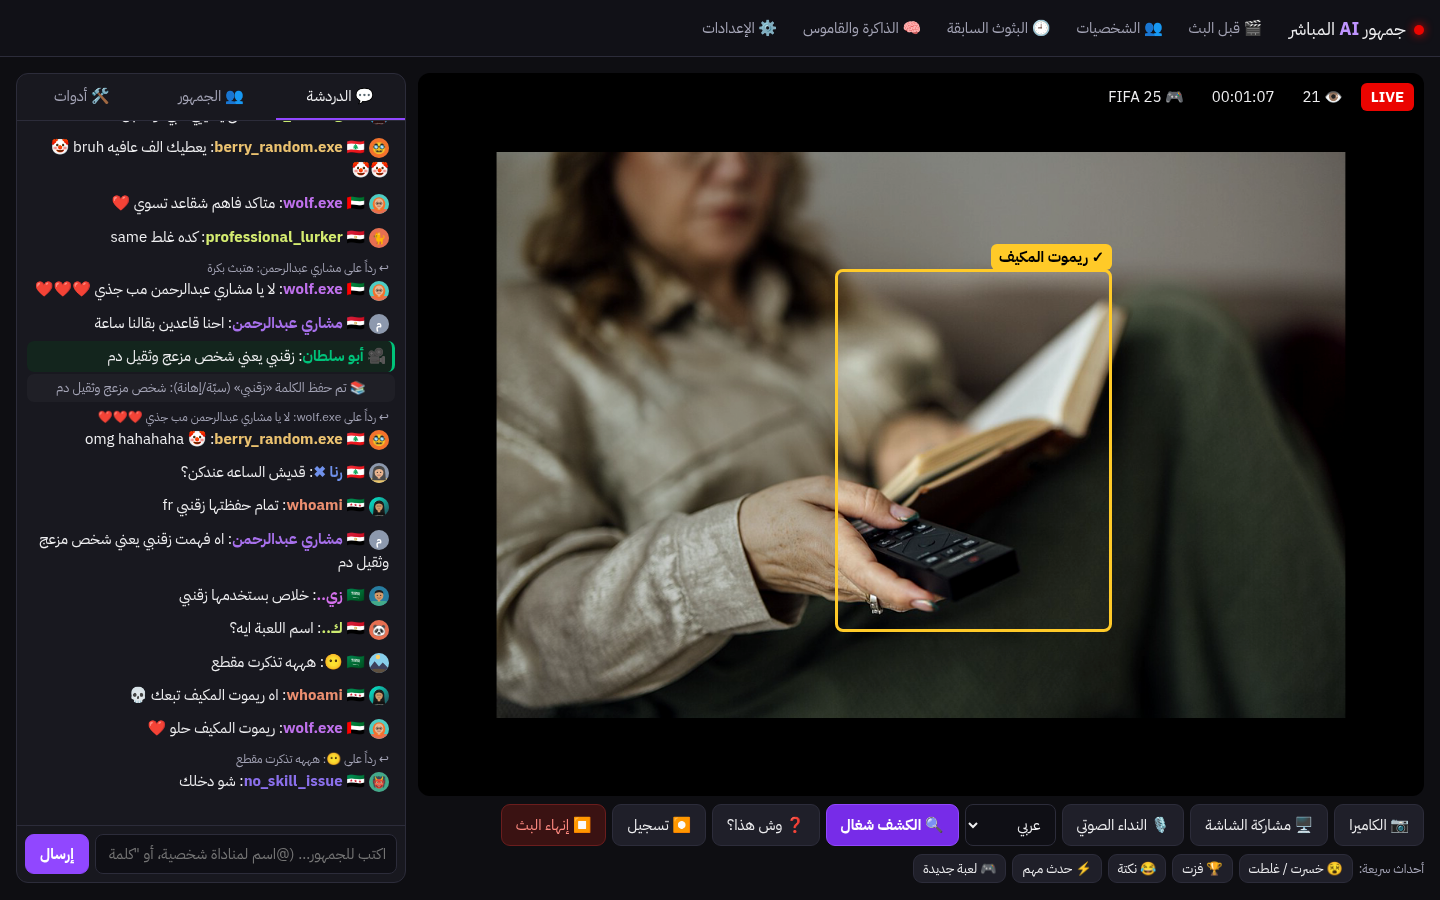 جمهور AI المباشر
🎬 قبل البث
👥 الشخصيات
🕘 البثوث السابقة
🧠 الذاكرة والقاموس
⚙️ الإعدادات
LIVE
👁️ 21
00:01:07
🎮 FIFA 25
✓ ريموت المكيف
📷 الكاميرا
🖥️ مشاركة الشاشة
🎙️ النداء الصوتي
عربي
🔍 الكشف شغال
❓ وش هذا؟
⏺️ تسجيل
⏹️ إنهاء البث
أحداث سريعة:
😵 خسرت / غلطت
🏆 فزت
😂 نكتة
⚡ حدث مهم
🎮 لعبة جديدة
💬 الدردشة
👥 الجمهور
🛠️ أدوات
berry_random.exe: يعطيك الف عافيه bruh 🤡
🤡🤡
wolf.exe: متاكد فاهم شقاعد تسوي ❤️
professional_lurker: كده غلط same
↩ رداً على مشاري عبدالرحمن: هتبث بكرة
wolf.exe: لا يا مشاري عبدالرحمن مب جذي ❤️❤️❤️
م
مشاري عبدالرحمن: احنا قاعدين بقالنا ساعة
🎥 أبو سلطان: زقنبي يعني شخص مزعج وثقيل دم
📚 تم حفظ الكلمة «زقنبي» (سبّة/إهانة): شخص مزعج وثقيل دم
↩ رداً على wolf.exe: لا يا مشاري عبدالرحمن مب جذي ❤️❤️❤️
berry_random.exe: 🤡 omg hahahaha
رنا ✖: قديش الساعه عندكن؟
whoami: تمام حفظتها زقنبي fr
م
مشاري عبدالرحمن: اه فهمت زقنبي يعني شخص مزعج
وثقيل دم
زي..: خلاص بستخدمها زقنبي
ك..: اسم اللعبة ايه؟
😶: هههه تذكرت مقطع
whoami: اه ريموت المكيف تبعك 💀
wolf.exe: ريموت المكيف حلو ❤️
↩ رداً على 😶: هههه تذكرت مقطع
no_skill_issue: شو دخلك
اكتب للجمهور... (@اسم لمناداة شخصية، أو "كلمة
إرسال